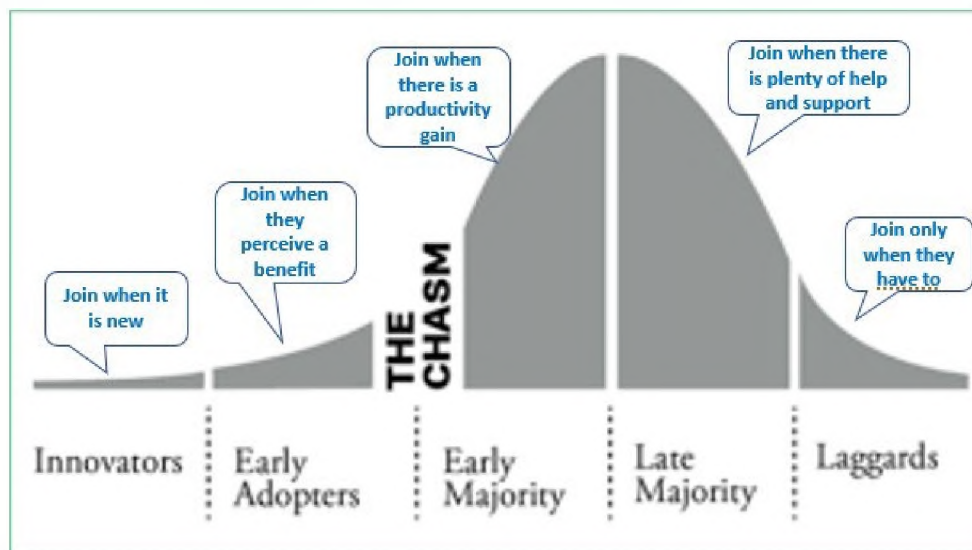 Join when it
is new
Join when
they
perceive a
benefit
Join when
there is a
productivity
gain
Join when there
is plenty of help
and support
Join only
when they
have to
THE
CHASM
Innovators
Early
Adopters
Early
Majority
Late
Majority
Laggards